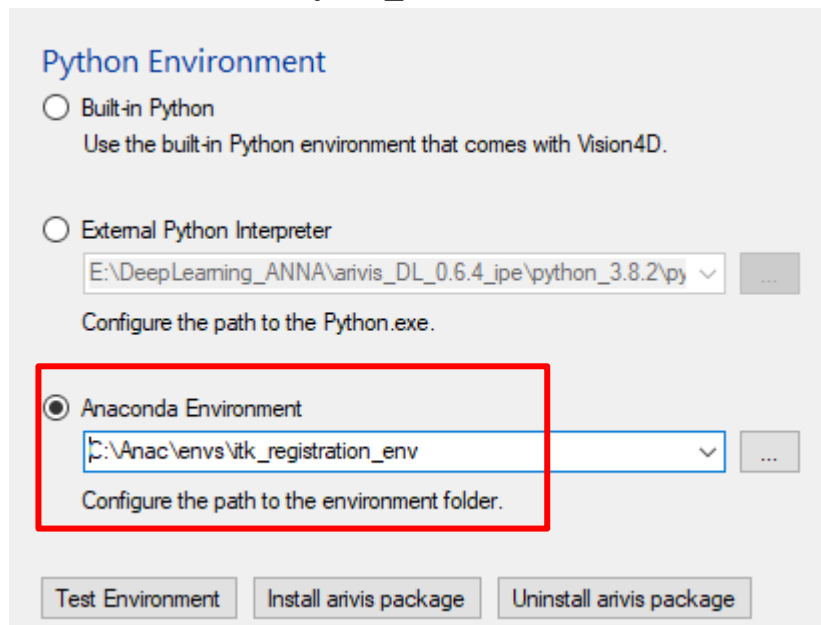 Python Environment
Built-in Python
Use the built-in Python environment that comes with Vision4D.
External Python Interpreter
E:\DeepLearning_ANNA\arivis_DL_0.6.4_ipe\python_3.8.2\py
...
Configure the path to the Python.exe.
Anaconda Environment
C:\Anac\envs\itk_registration_env
...
Configure the path to the environment folder.
Test Environment Install arivis package Uninstall arivis package